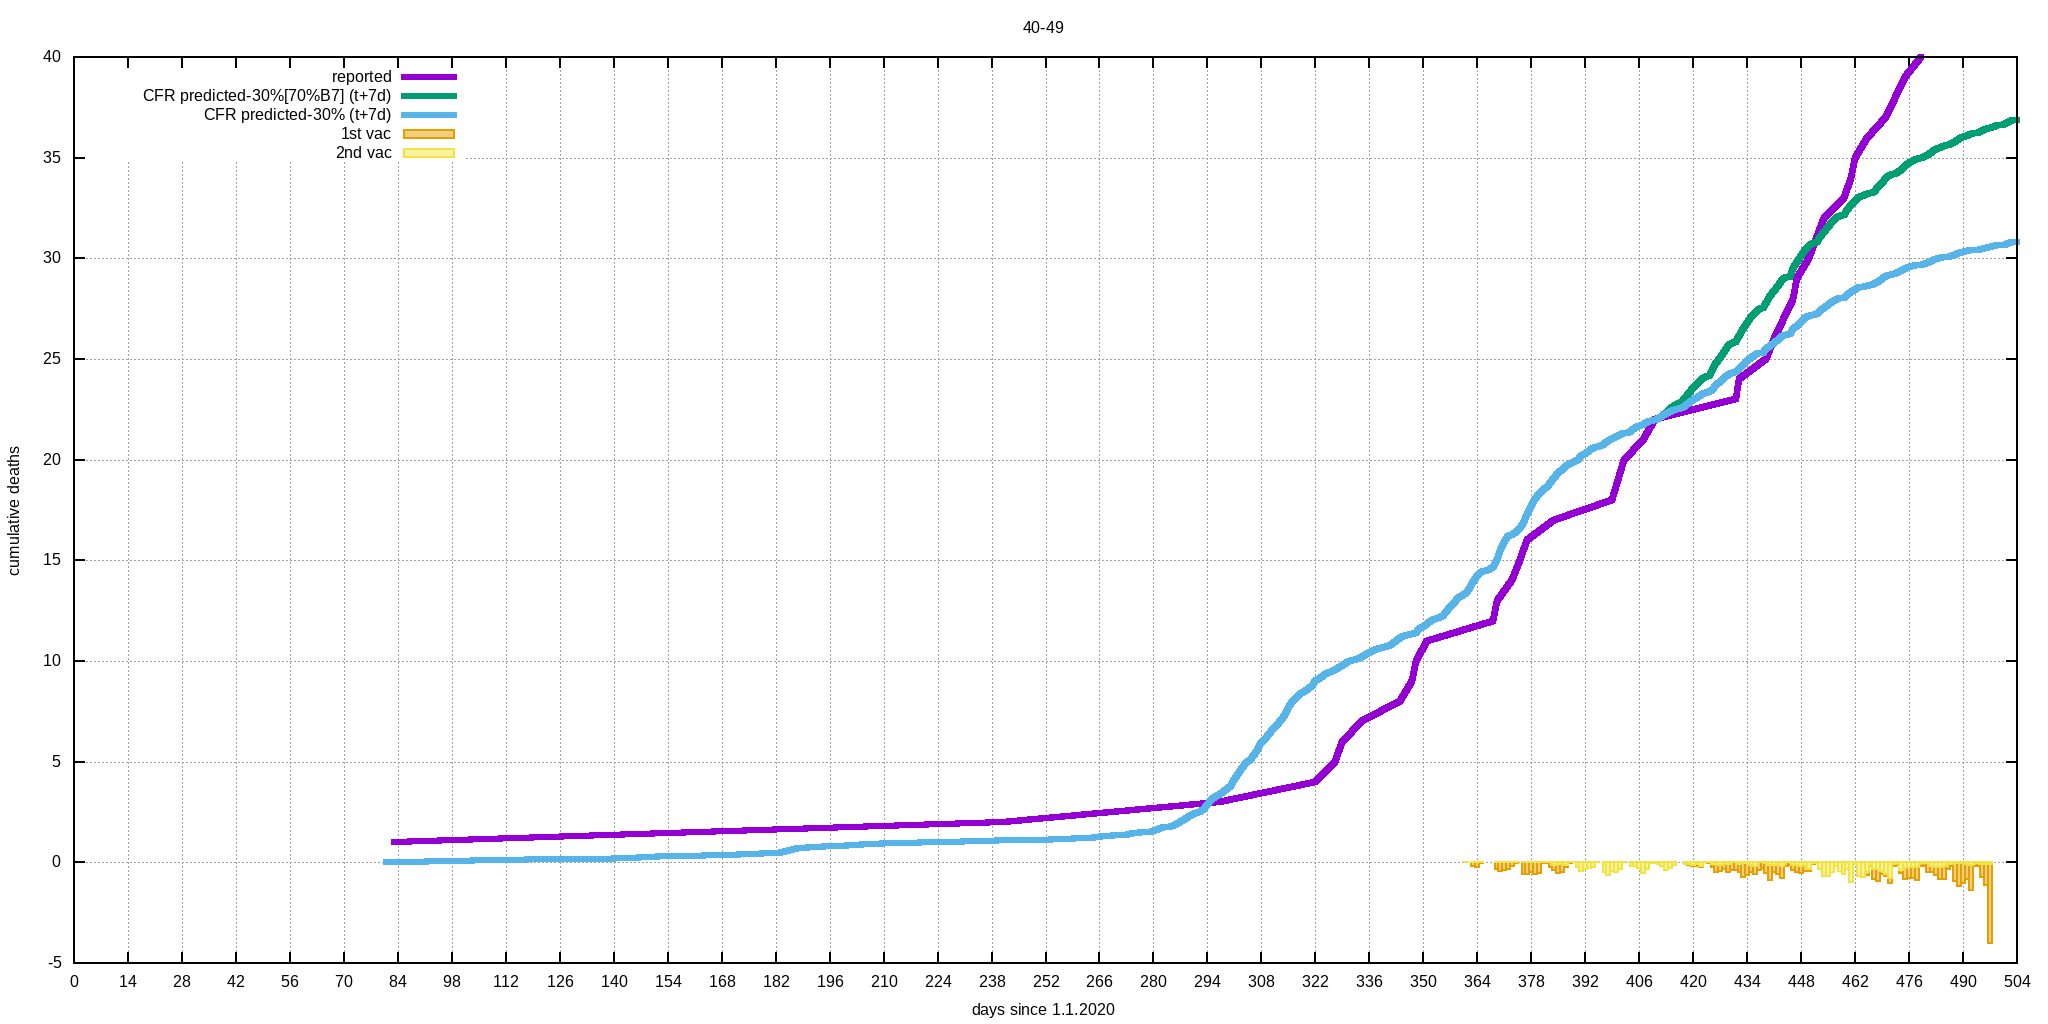 40-49
40
reported
CFR predicted-30%[70%B7] (t+7d)
CFR predicted-30% (t+7d)
1st vac
2nd vac
35
30
25
20
15
10
5
0
-5
cumulative deaths
0 14 28 42 56 70 84 98 112 126 140 154 168 182 196 210 224 238 252 266 280 294 308 322 336 350 364 378 392 406 420 434 448 462 476 490 504
days since 1.1.2020